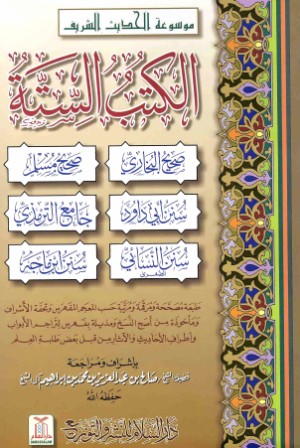 موسوعة الحديث الشريف
الكتب الستة
صحيح البخاري صحيح مسلم
سنن أبي داود جامع الترمذي
سنن النسائي الصغرى سنن ابن ماجه
طبعة مصححة ومرقمة ومرتبة حسب المعجم المفهرس وتحفة الأشراف
ومأخوذة من أصح النسخ ومذيلة بفهرس لتراجم الأبواب
وأطراف الأحاديث والآثار من قبل بعض طلبة العلم
بإشراف ومراجعة
فضيلة الشيخ صالح بن عبد العزيز بن محمد بن إبراهيم آل الشيخ
حفظه الله
دار السلام للنشر والتوزيع